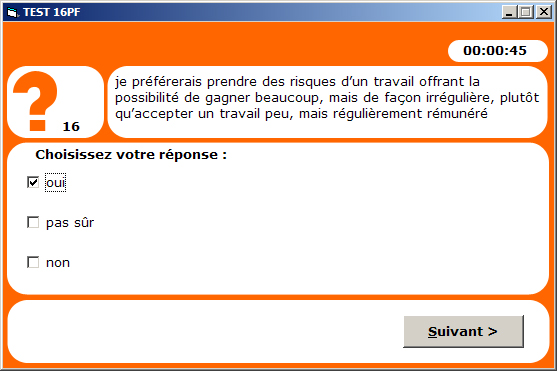 TEST 16PF
00:00:45
? 16
je préférerais prendre des risques d'un travail offrant la
possibilité de gagner beaucoup, mais de façon irrégulière, plutôt
qu'accepter un travail peu, mais régulièrement rémunéré
Choisissez votre réponse :
oui
pas sûr
non
Suivant >